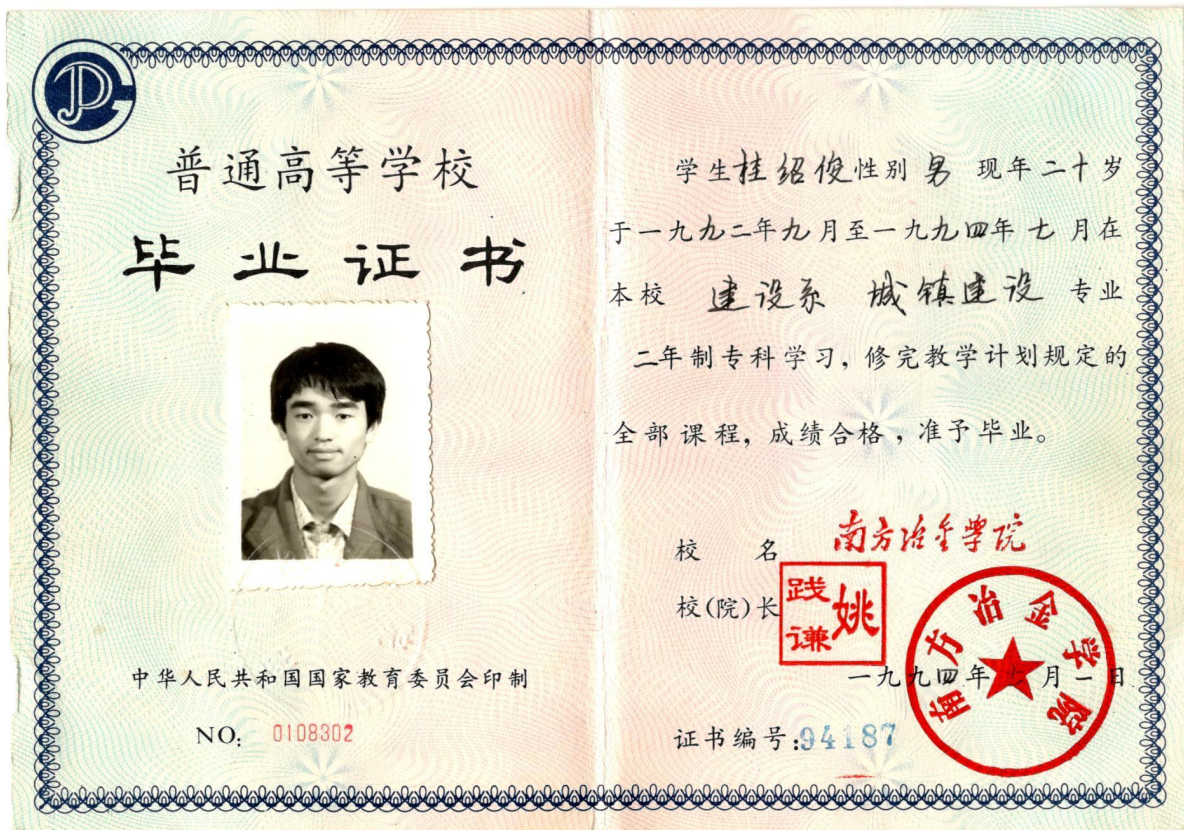 普通高等学校
毕业证书
中华人民共和国国家教育委员会印制
NO: 0108302
学生桂绍俊性别 男 现年二十岁
于一九九二年九月至一九九四年 七 月在
本校 建设系 城镇建设 专业
二年制专科学习，修完教学计划规定的
全部课程，成绩合格，准予毕业。
校 名 南方冶金学院
校(院)长 姚践谦
一九九四年七月一日
南方冶金学院
证书编号:94187